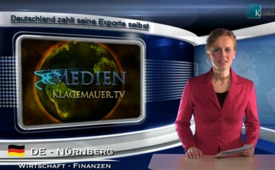 Deutschland zahlt seine Exporte selbst
K
MEDIEN
KLAGEMAUER.TV
DE - NÜRNBERG
WIRTSCHAFT - FINANZEN